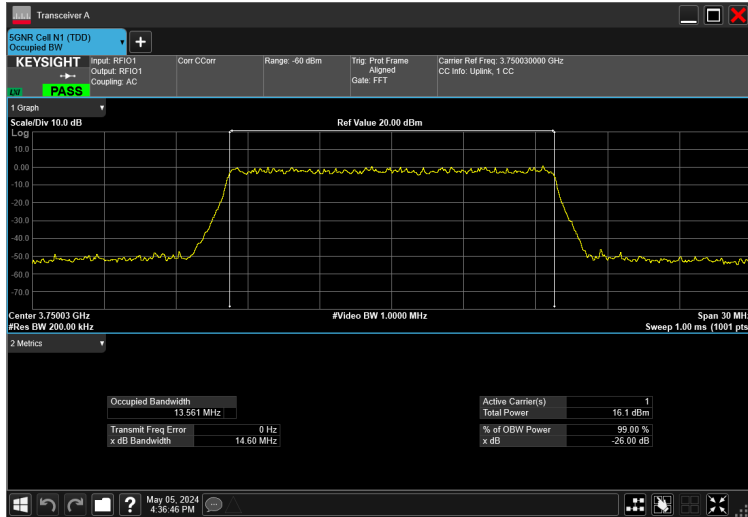 Transceiver A
5GNR Cell N1 (TDD)
Occupied BW
KEYSIGHT
PASS
Input: RFIO1
Output: RFIO1
Coupling: AC
Corr CCorr
Range: -60 dBm
Trig: Prot Frame
Aligned
Gate: FFT
Carrier Ref Freq: 3.750030000 GHz
CC Info: Uplink, 1 CC
1 Graph
Scale/Div 10.0 dB
Ref Value 20.00 dBm
Log
10.0
0.00
-10.0
-20.0
-30.0
-40.0
-50.0
-60.0
-70.0
Center 3.75003 GHz
#Video BW 1.0000 MHz
Span 30 MH
#Res BW 200.00 kHz
Sweep 1.00 ms (1001 pts
2 Metrics
Occupied Bandwidth
13.561 MHz
Transmit Freq Error 0 Hz
x dB Bandwidth 14.60 MHz
Active Carrier(s) 1
Total Power 16.1 dBm
% of OBW Power 99.00 %
x dB -26.00 dB
?
May 05, 2024
4:36:46 PM